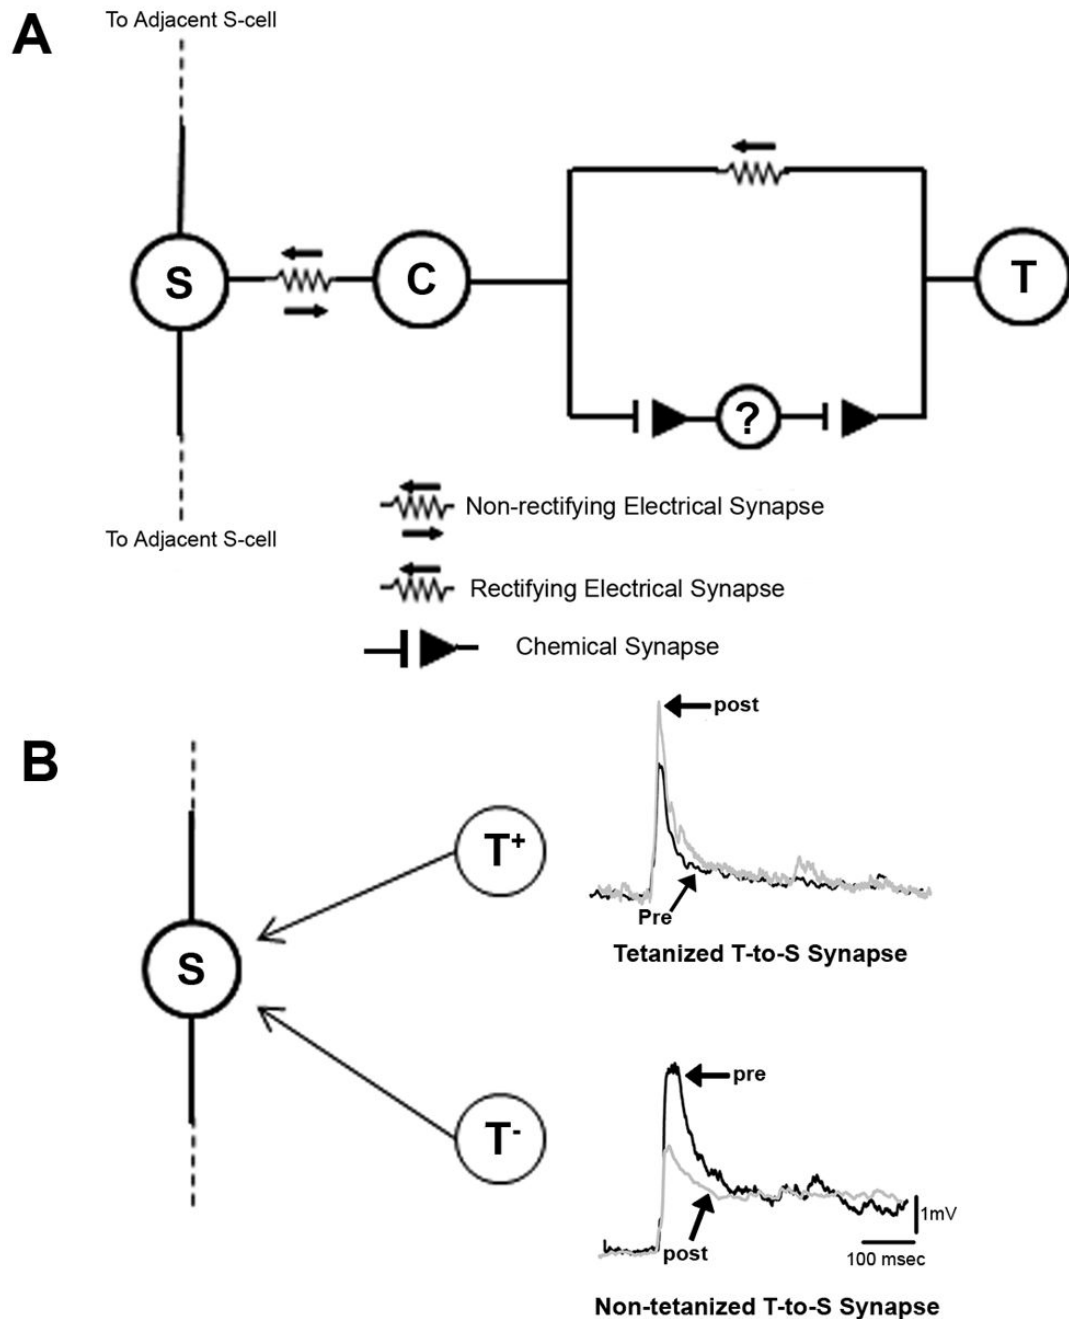 A
To Adjacent S-cell
S
C
T
?
To Adjacent S-cell
Non-rectifying Electrical Synapse
Rectifying Electrical Synapse
Chemical Synapse
B
post
Pre
Tetanized T-to-S Synapse
T+
S
T-
pre
post
1mV
100 msec
Non-tetanized T-to-S Synapse